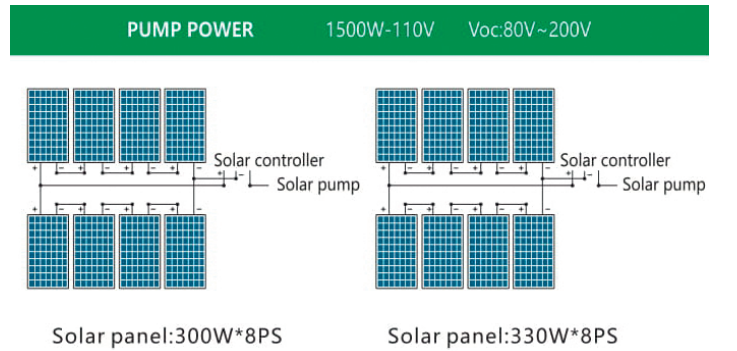 PUMP POWER 1500W-110V Voc:80V~200V
+ - + - + - + -
Solar controller
+ -
Solar pump
+ - + - + - + -
Solar panel:300W*8PS
+ - + - + - + -
Solar controller
+ -
Solar pump
+ - + - + - + -
Solar panel:330W*8PS